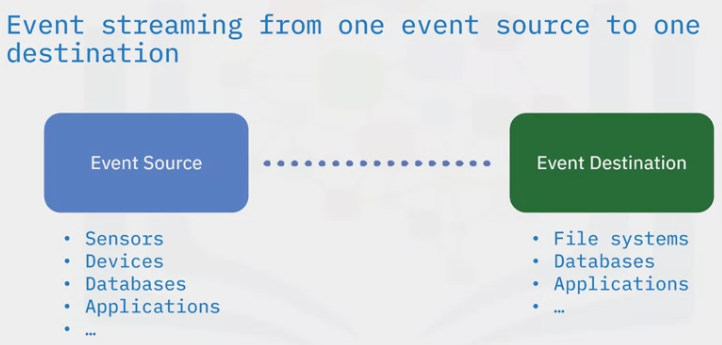 Event streaming from one event source to one
destination
Event Source
Event Destination
• Sensors
• Devices
• Databases
• Applications
• …
• File systems
• Databases
• Applications
• …